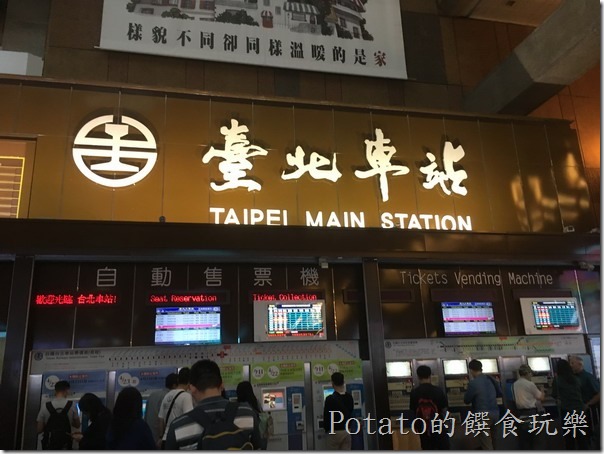 樣貌不同卻同樣溫暖的是家
臺北車站
TAIPEI MAIN STATION
自動售票機
Tickets Vending Machine
歡迎光臨 台北車站!
Seat Reservation
Ticket Collection
Potato的饌食玩樂